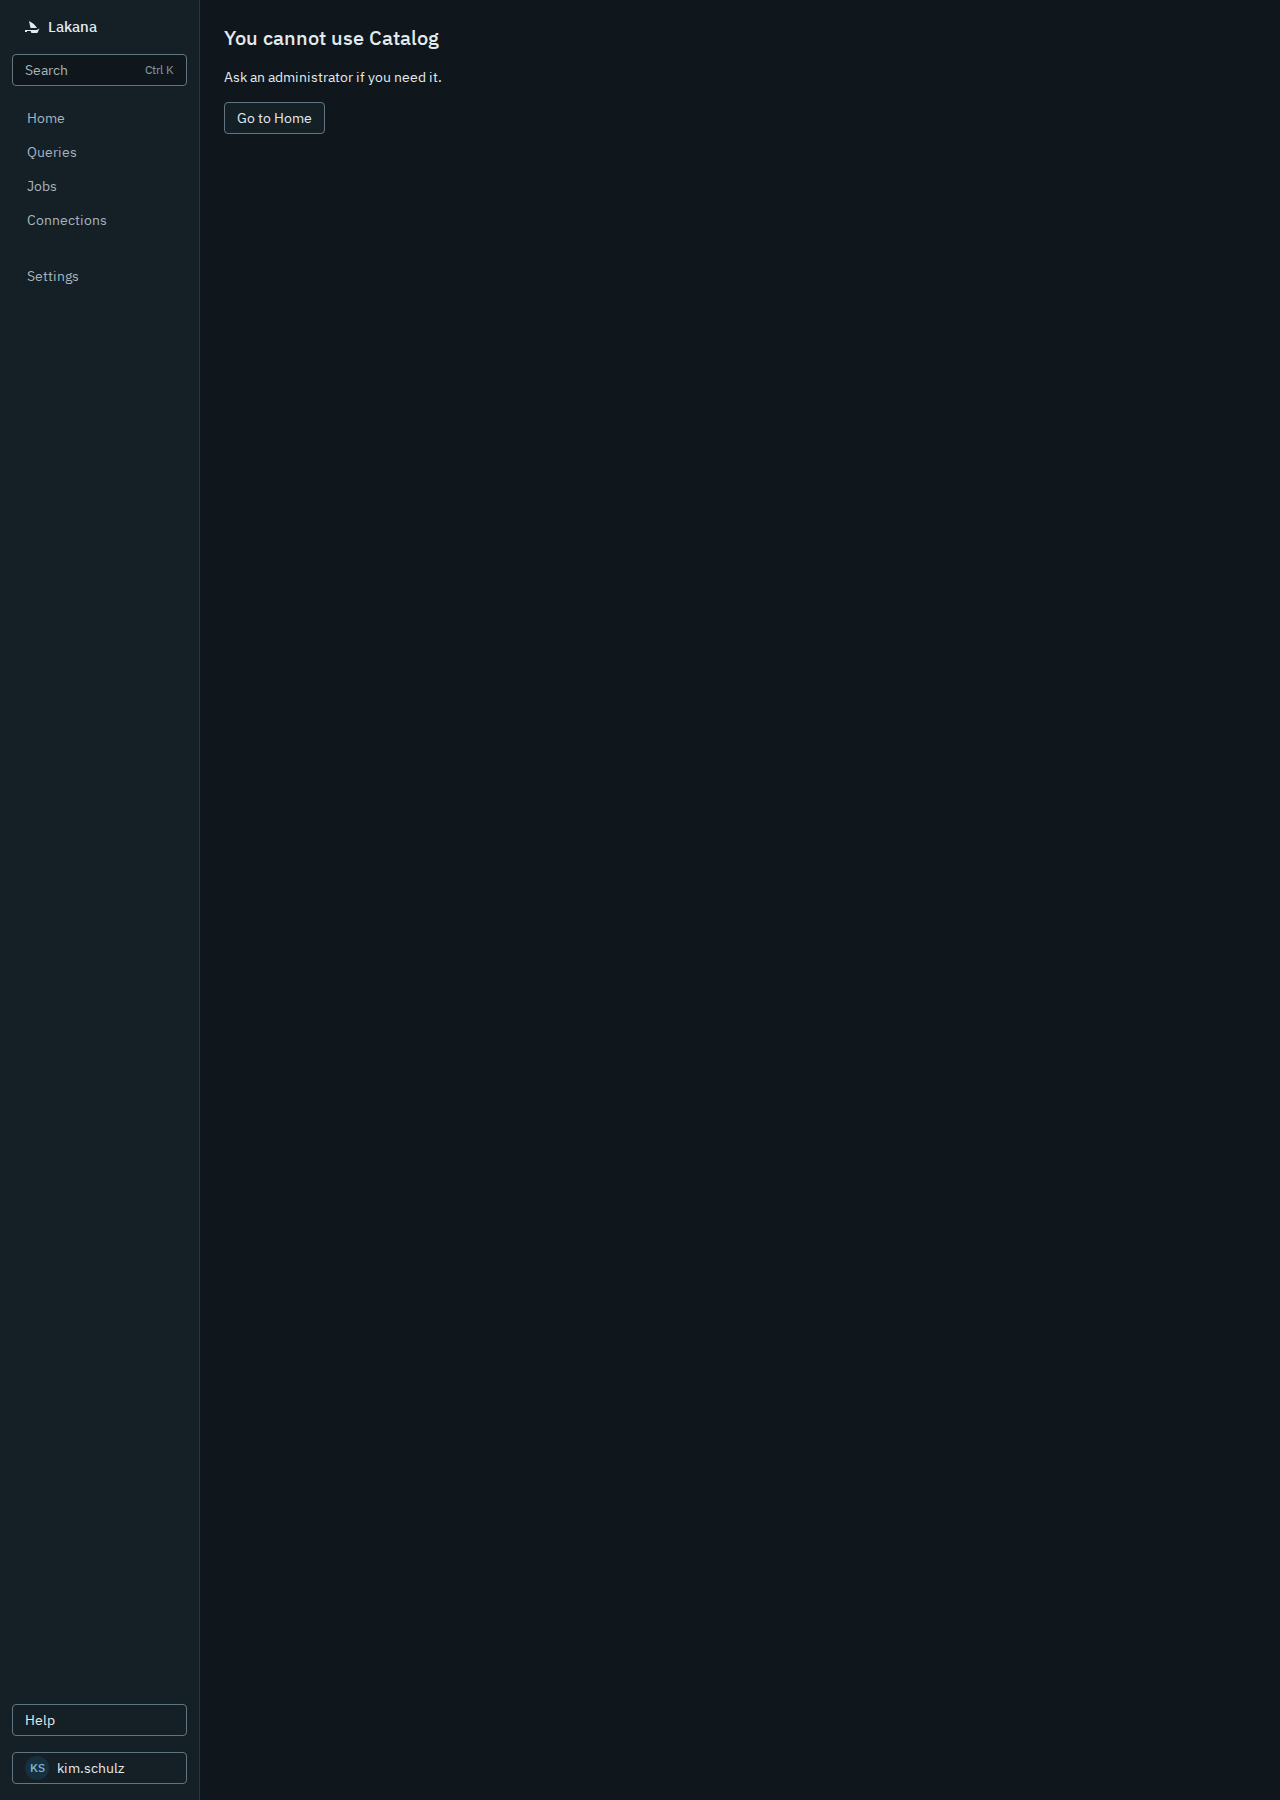 Lakana
Search Ctrl K
Home
Queries
Jobs
Connections
Settings
You cannot use Catalog
Ask an administrator if you need it.
Go to Home
Help
KS kim.schulz